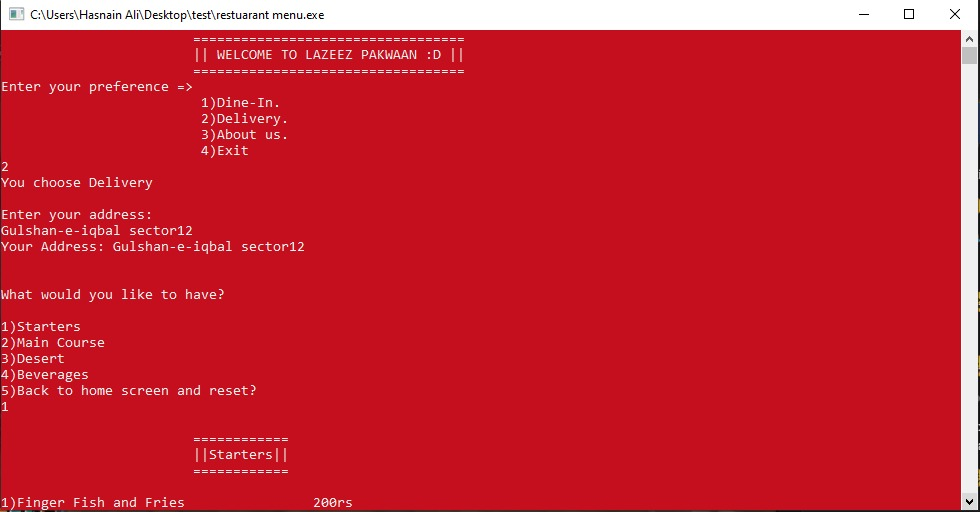 C:\Users\Hasnain Ali\Desktop\test\restuarant menu.exe
==================================
|| WELCOME TO LAZEEZ PAKWAAN :D ||
==================================
Enter your preference =>
1)Dine-In.
2)Delivery.
3)About us.
4)Exit
2
You choose Delivery
Enter your address:
Gulshan-e-iqbal sector12
Your Address: Gulshan-e-iqbal sector12
What would you like to have?
1)Starters
2)Main Course
3)Desert
4)Beverages
5)Back to home screen and reset?
1
============
||Starters||
============
1)Finger Fish and Fries 200rs